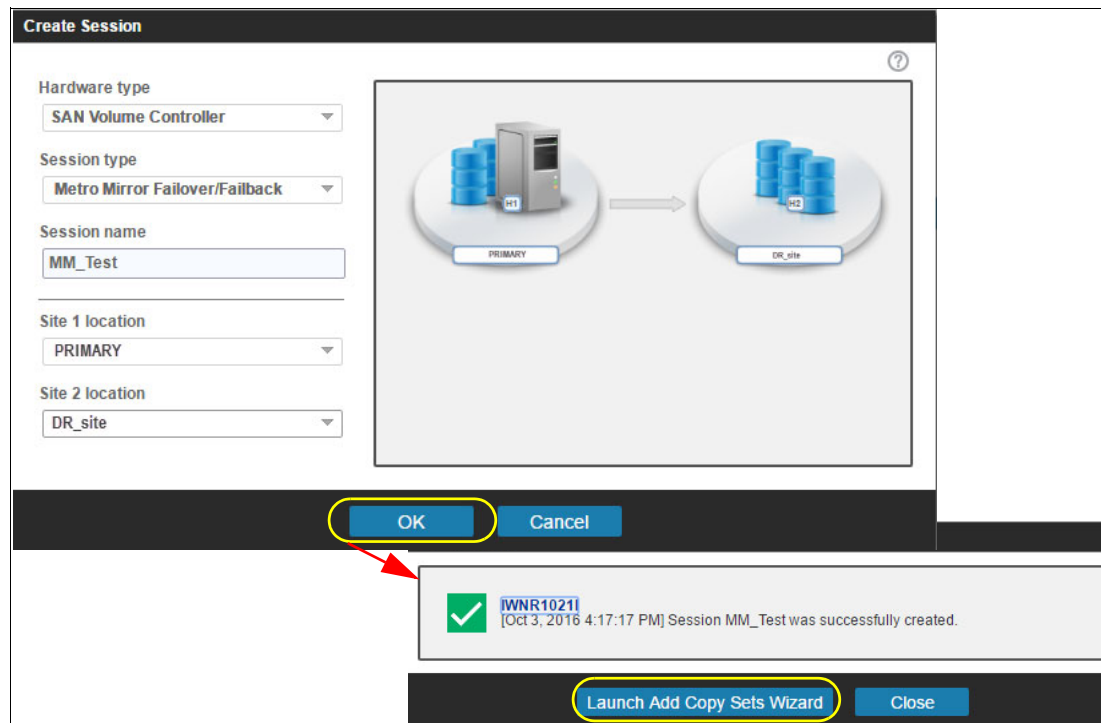 Create Session
?
Hardware type
SAN Volume Controller
Session type
Metro Mirror Failover/Failback
Session name
MM_Test
Site 1 location
PRIMARY
Site 2 location
DR_site
H1
H2
PRIMARY
DR_site
OK
Cancel
IWNR1021I
[Oct 3, 2016 4:17:17 PM] Session MM_Test was successfully created.
Launch Add Copy Sets Wizard
Close